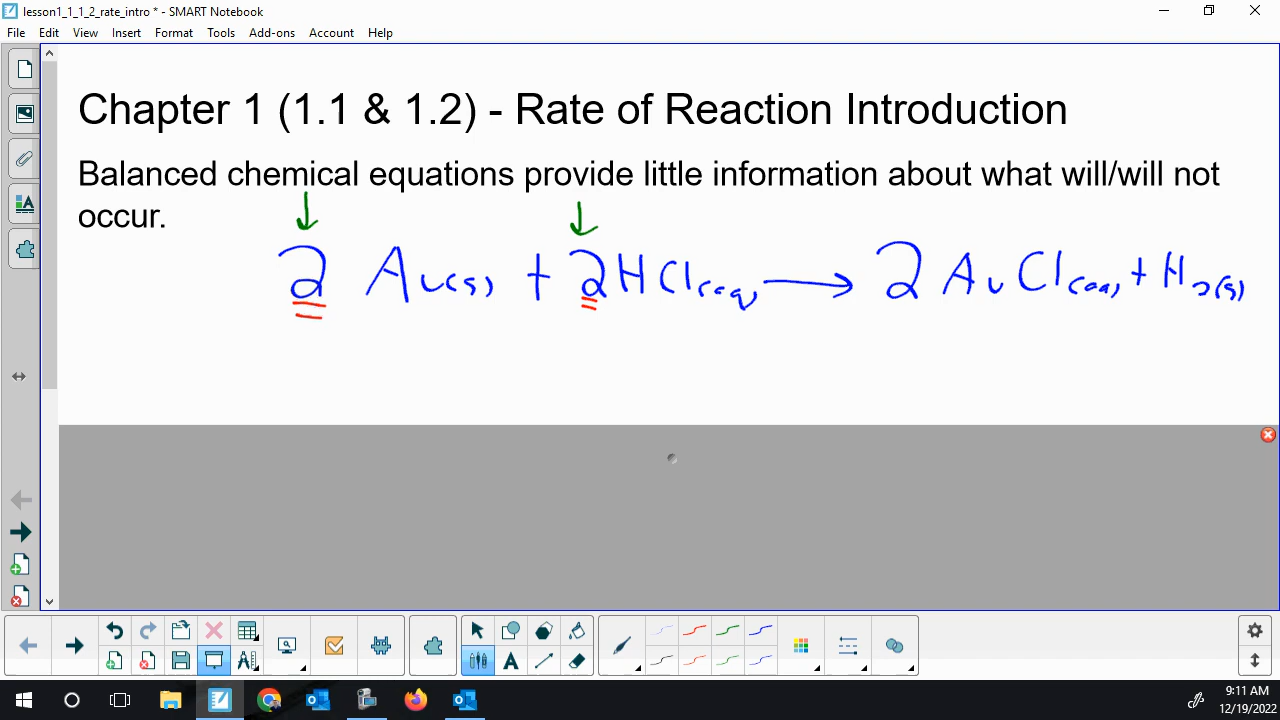 lesson1_1_1_2_rate_intro * - SMART Notebook
File Edit View Insert Format Tools Add-ons Account Help
Chapter 1 (1.1 & 1.2) - Rate of Reaction Introduction
Balanced chemical equations provide little information about what will/will not
occur.
2 Au(s) + 2HCl(aq) → 2 AuCl(aq) + H2(g)
A
9:11 AM
12/19/2022